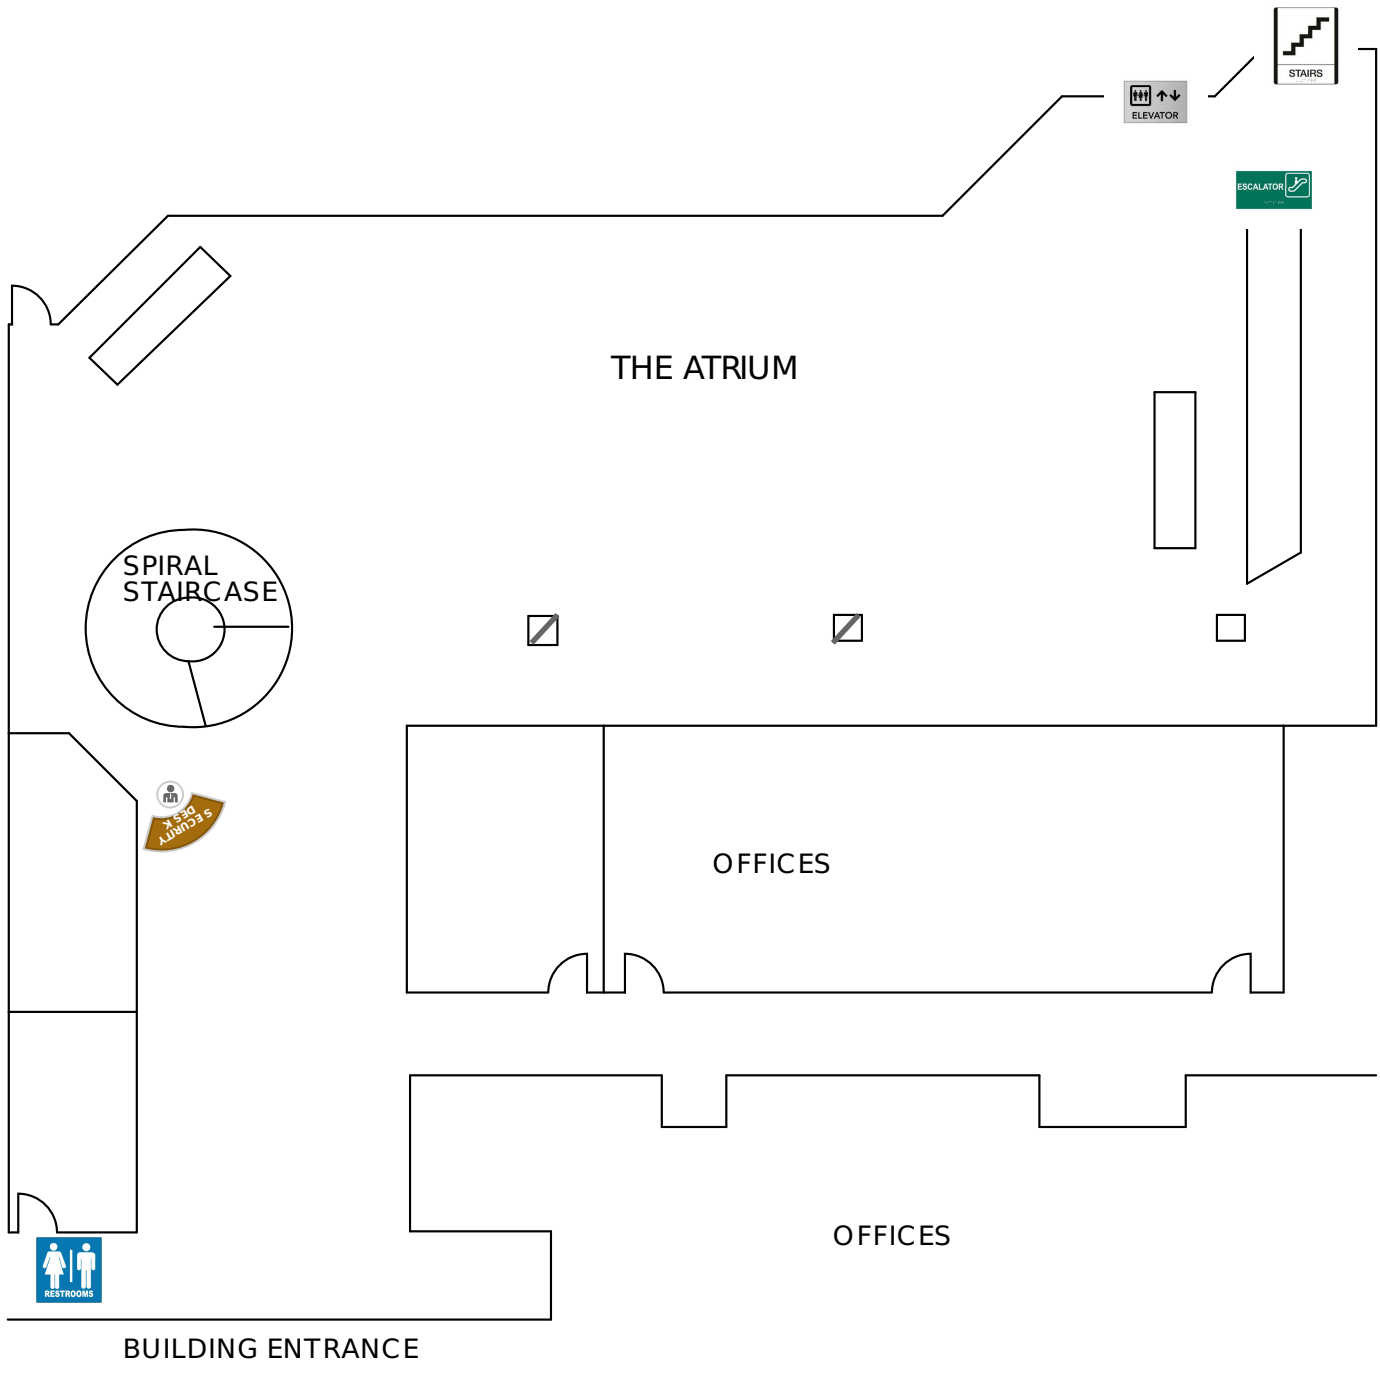 STAIRS
ELEVATOR
ESCALATOR
THE ATRIUM
SPIRAL
STAIRCASE
SECURITY
DESK
OFFICES
OFFICES
RESTROOMS
BUILDING ENTRANCE